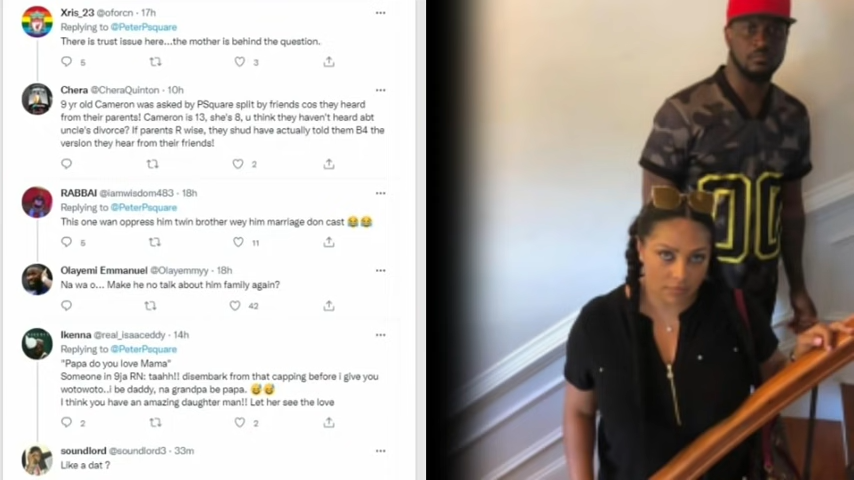 Xris_23 @oforcn · 17h
Replying to @PeterPsquare
There is trust issue here...the mother is behind the question.
5 3
Chera @CheraQuinton · 10h
9 yr old Cameron was asked by PSquare split by friends cos they heard
from their parents! Cameron is 13, she's 8, u think they haven't heard abt
uncle's divorce? If parents R wise, they shud have actually told them B4 the
version they hear from their friends!
2
RABBAI @iamwisdom483 · 18h
Replying to @PeterPsquare
This one wan oppress him twin brother wey him marriage don cast 😂😂
5 11
Olayemi Emmanuel @Olayemmyy · 18h
Na wa o... Make he no talk about him family again?
42
Ikenna @real_isaaceddy · 14h
Replying to @PeterPsquare
"Papa do you love Mama"
Someone in 9ja RN: taahh!! disembark from that capping before i give you
wotowoto..i be daddy, na grandpa be papa. 😅😅
I think you have an amazing daughter man!! Let her see the love
2 2
soundlord @soundlord3 · 33m
Like a dat ?
00